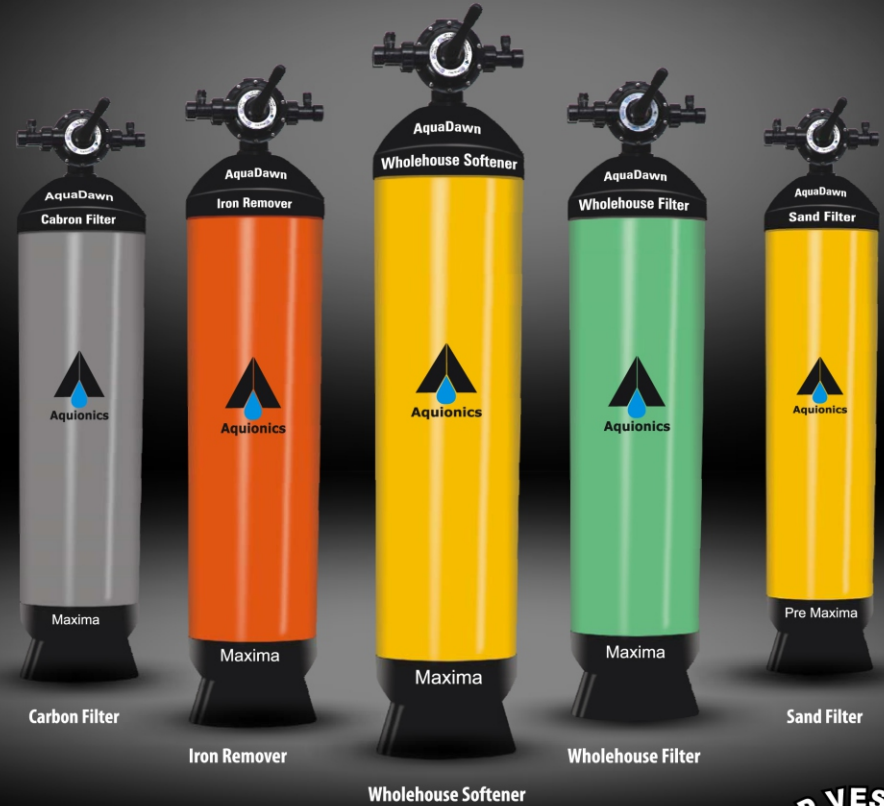 AquaDawn
Cabron Filter
Aquionics
Maxima
Carbon Filter
AquaDawn
Iron Remover
Aquionics
Maxima
Iron Remover
AquaDawn
Wholehouse Softener
Aquionics
Maxima
Wholehouse Softener
AquaDawn
Wholehouse Filter
Aquionics
Maxima
Wholehouse Filter
AquaDawn
Sand Filter
Aquionics
Pre Maxima
Sand Filter